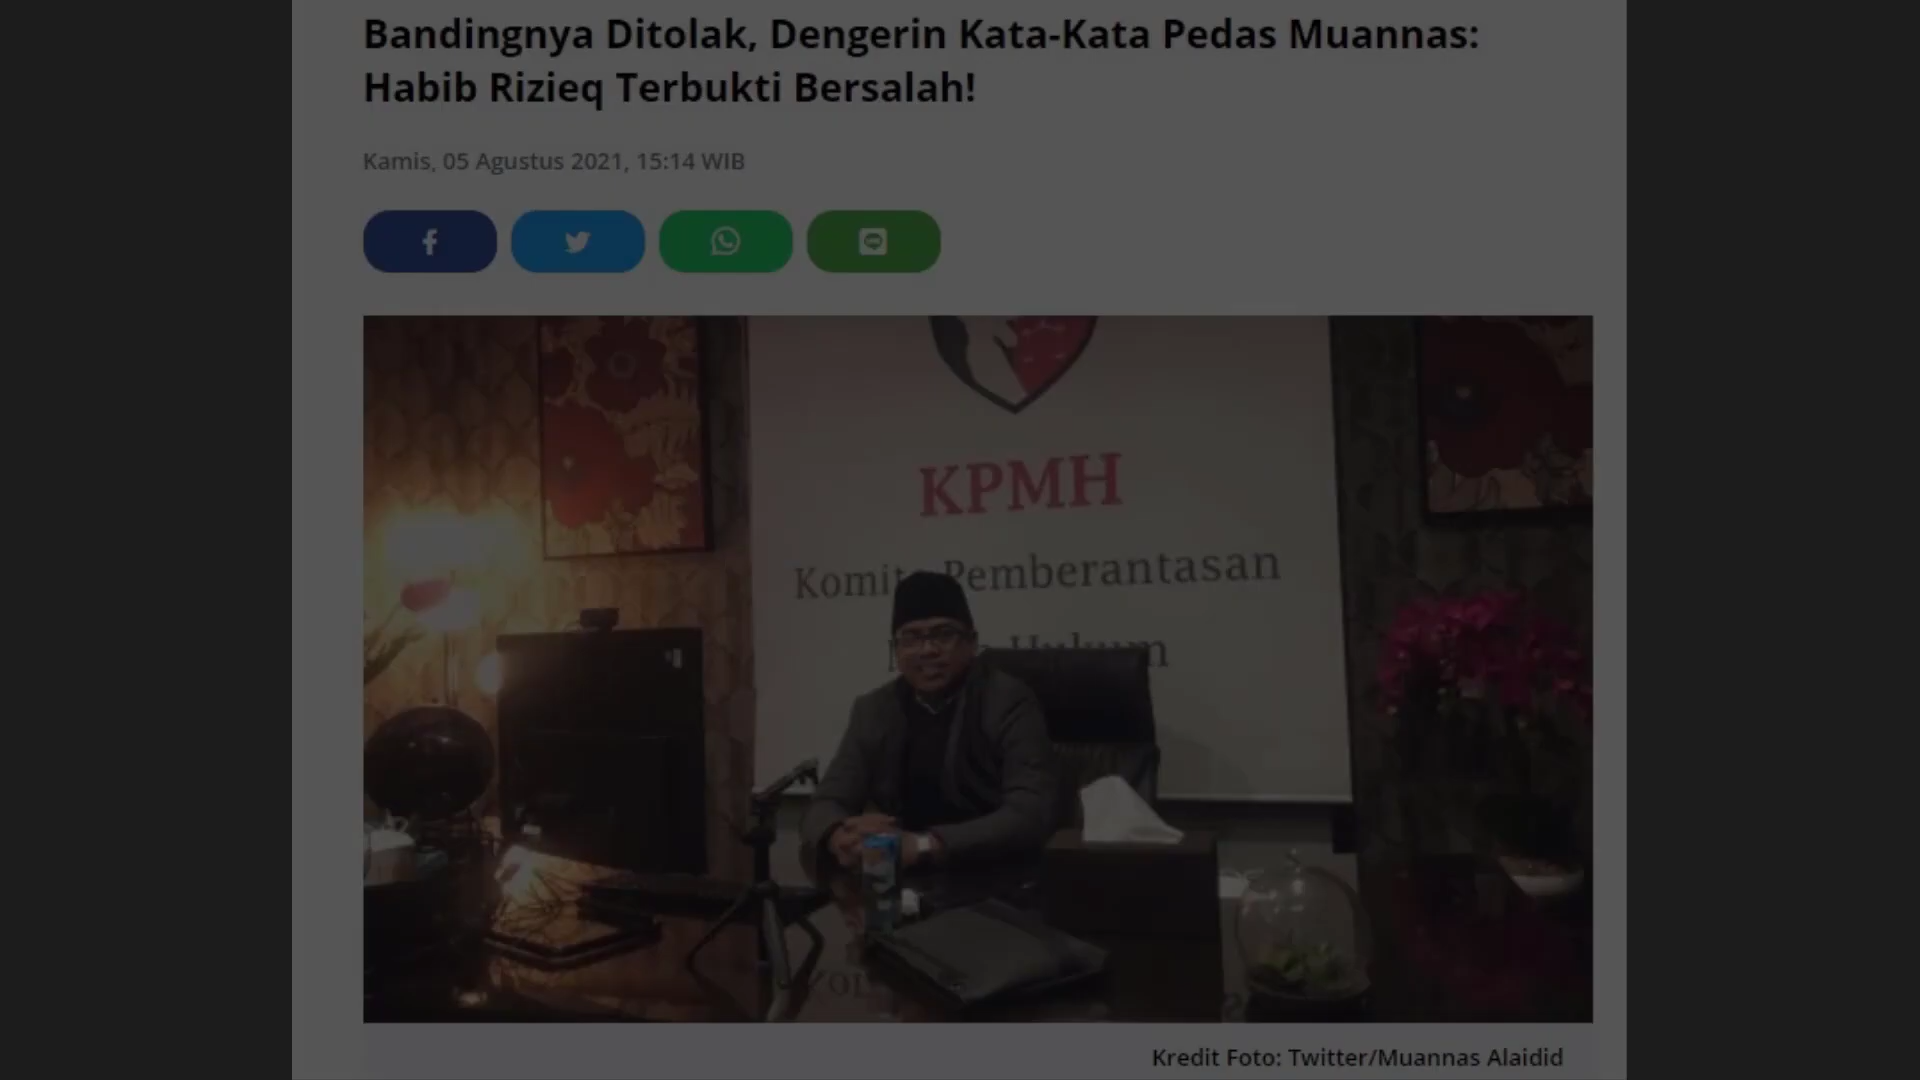 Bandingnya Ditolak, Dengerin Kata-Kata Pedas Muannas:
Habib Rizieq Terbukti Bersalah!
Kamis, 05 Agustus 2021, 15:14 WIB
KPMH
Pemberantasan
Kredit Foto: Twitter/Muannas Alaidid